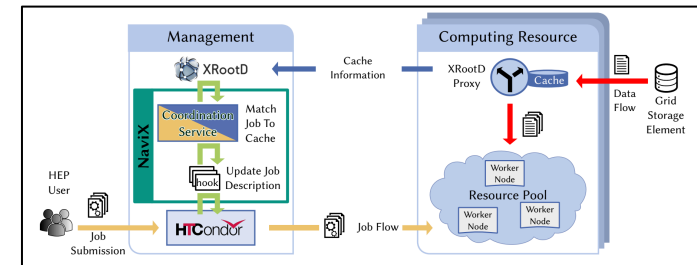 Management
Computing Resource
XRootD
Cache
Information
XRootD
Proxy
Cache
Data
Flow
Grid
Storage
Element
NaviX
Coordination
Service
Match
Job To
Cache
hook
Update Job
Description
HEP
User
Job
Submission
HTCondor
Job Flow
Worker
Node
Resource Pool
Worker
Node
Worker
Node